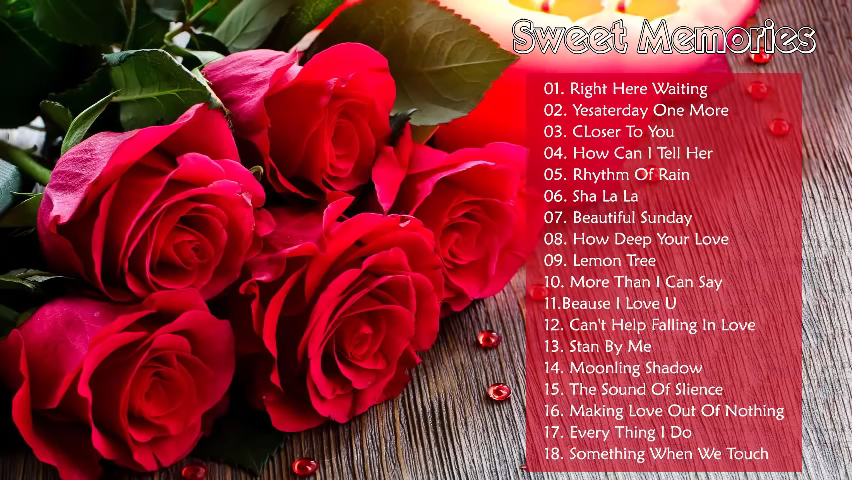 Sweet Memories
01. Right Here Waiting
02. Yesaterday One More
03. CLoser To You
04. How Can I Tell Her
05. Rhythm Of Rain
06. Sha La La
07. Beautiful Sunday
08. How Deep Your Love
09. Lemon Tree
10. More Than I Can Say
11.Beause I Love U
12. Can't Help Falling In Love
13. Stan By Me
14. Moonling Shadow
15. The Sound Of Slience
16. Making Love Out Of Nothing
17. Every Thing I Do
18. Something When We Touch